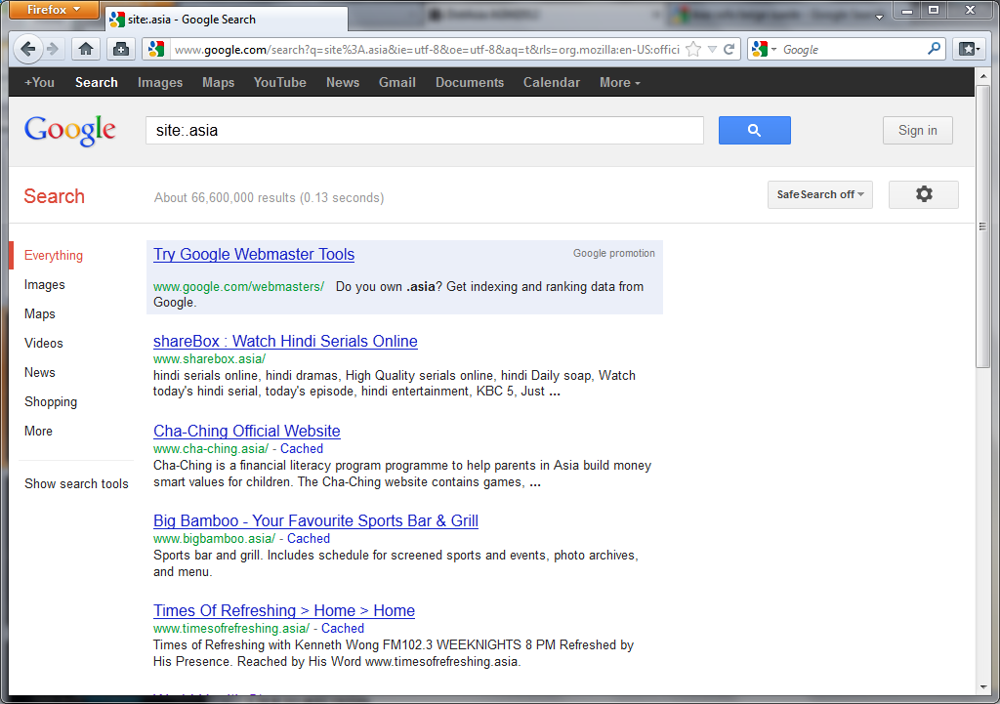 Firefox
site:.asia - Google Search
www.google.com/search?q=site%3A.asia&ie=utf-8&oe=utf-8&aq=t&rls=org.mozilla:en-US:offici
Google
+You Search Images Maps YouTube News Gmail Documents Calendar More
Google
site:.asia
Sign in
Search
About 66,600,000 results (0.13 seconds)
SafeSearch off
Everything
Images
Maps
Videos
News
Shopping
More
Show search tools
Try Google Webmaster Tools
Google promotion
www.google.com/webmasters/ Do you own .asia? Get indexing and ranking data from
Google.
shareBox : Watch Hindi Serials Online
www.sharebox.asia/
hindi serials online, hindi dramas, High Quality serials online, hindi Daily soap, Watch
today's hindi serial, today's episode, hindi entertainment, KBC 5, Just ...
Cha-Ching Official Website
www.cha-ching.asia/ - Cached
Cha-Ching is a financial literacy program programme to help parents in Asia build money
smart values for children. The Cha-Ching website contains games, ...
Big Bamboo - Your Favourite Sports Bar & Grill
www.bigbamboo.asia/ - Cached
Sports bar and grill. Includes schedule for screened sports and events, photo archives,
and menu.
Times Of Refreshing > Home > Home
www.timesofrefreshing.asia/ - Cached
Times of Refreshing with Kenneth Wong FM102.3 WEEKNIGHTS 8 PM Refreshed by
His Presence. Reached by His Word www.timesofrefreshing.asia.